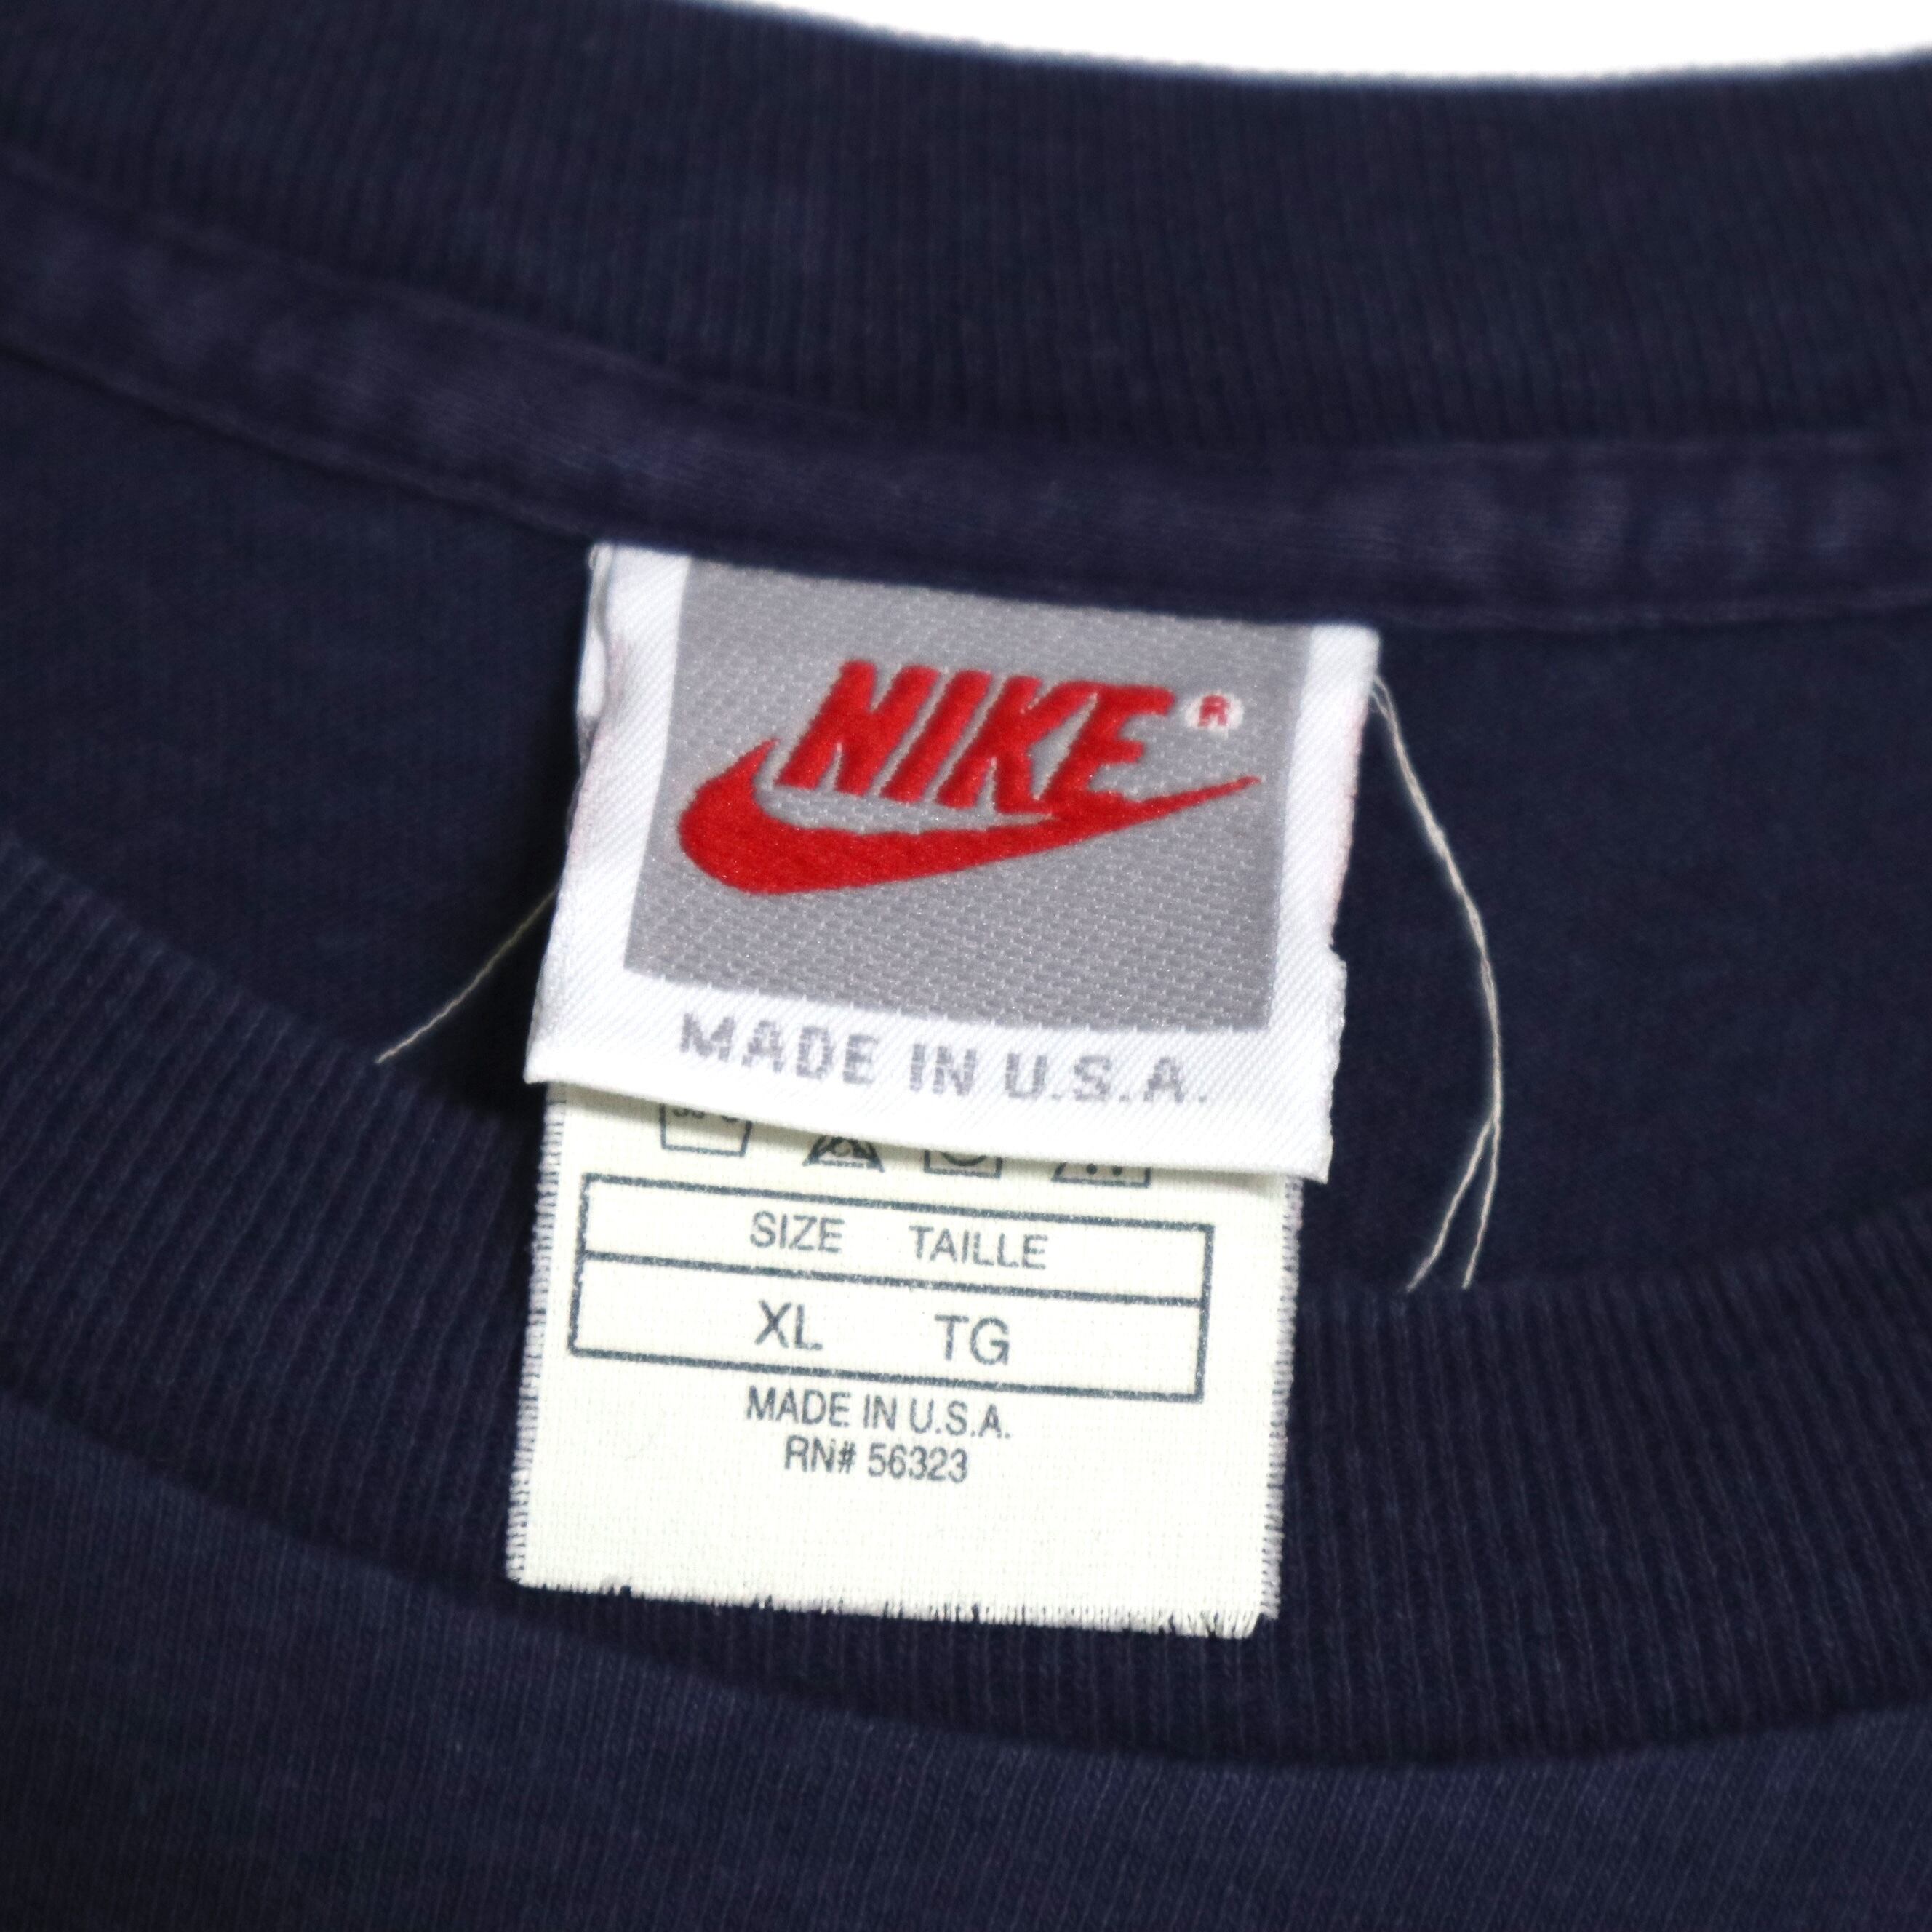 NIKE ®
MADE IN U.S.A.
SIZE TAILLE
XL TG
MADE IN U.S.A.
RN# 56323